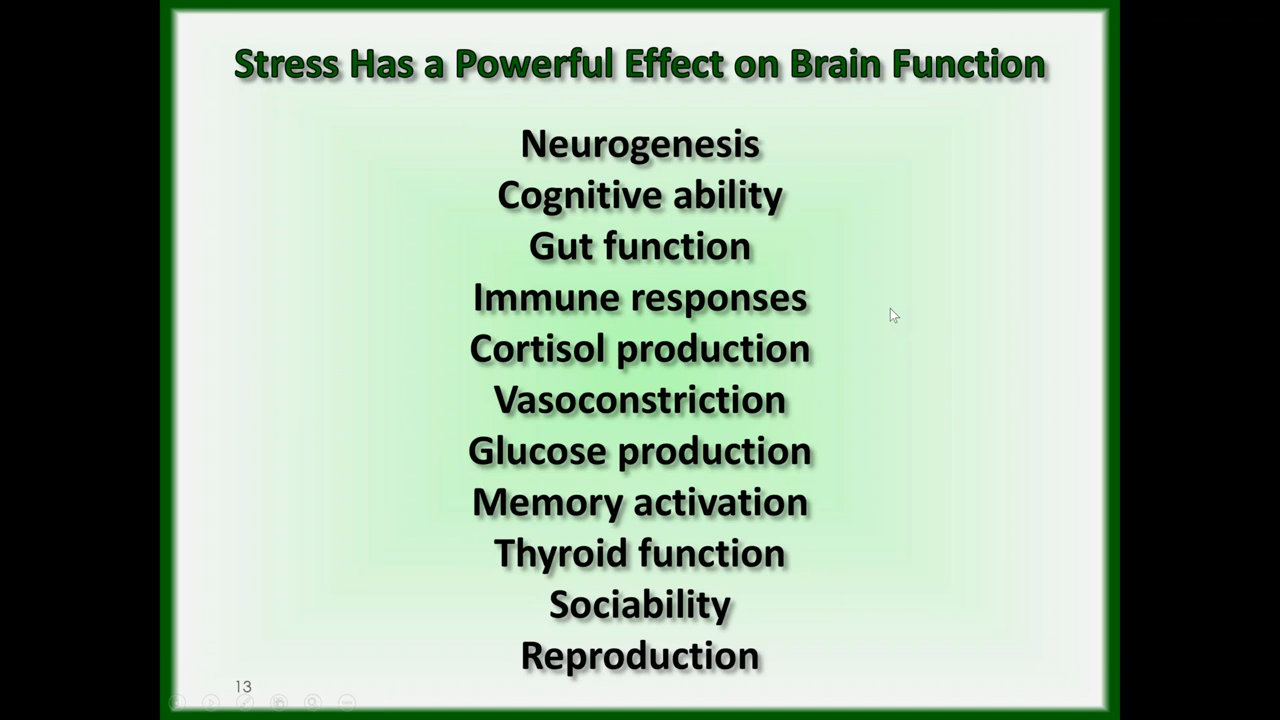 Stress Has a Powerful Effect on Brain Function
Neurogenesis
Cognitive ability
Gut function
Immune responses
Cortisol production
Vasoconstriction
Glucose production
Memory activation
Thyroid function
Sociability
Reproduction
13